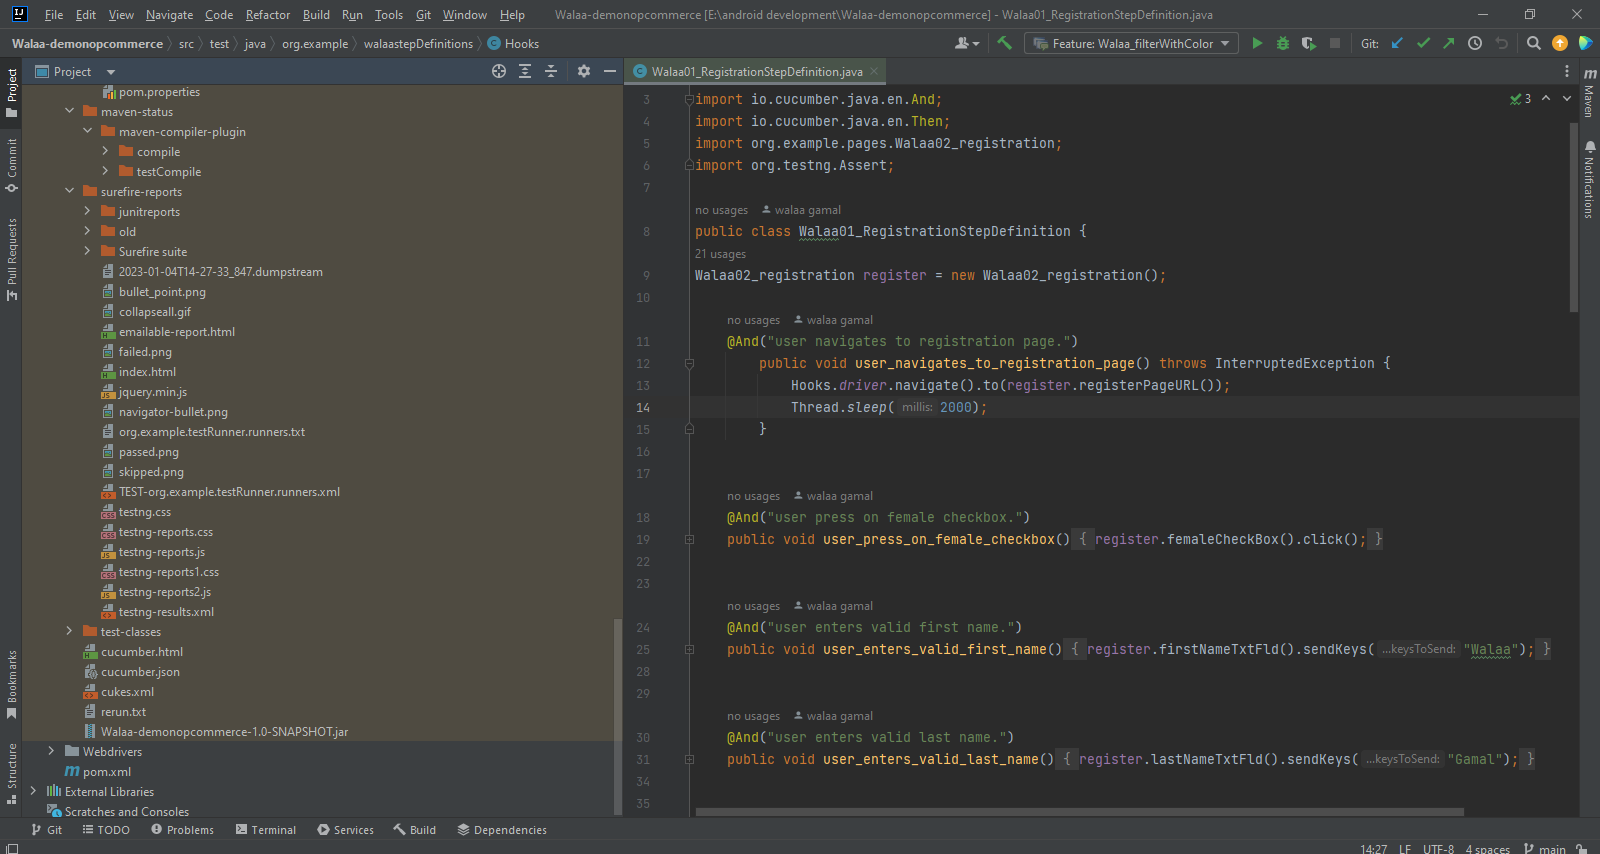 File Edit View Navigate Code Refactor Build Run Tools Git Window Help Walaa-demonopcommerce [E:\android development\Walaa-demonopcommerce] - Walaa01_RegistrationStepDefinition.java
Walaa-demonopcommerce src test java org.example walaastepDefinitions Hooks Feature: Walaa_filterWithColor Git:
Project
Walaa01_RegistrationStepDefinition.java
Project
Commit
Pull Requests
Bookmarks
Structure
pom.properties
maven-status
maven-compiler-plugin
compile
testCompile
surefire-reports
junitreports
old
Surefire suite
2023-01-04T14-27-33_847.dumpstream
bullet_point.png
collapseall.gif
emailable-report.html
failed.png
index.html
jquery.min.js
navigator-bullet.png
org.example.testRunner.runners.txt
passed.png
skipped.png
TEST-org.example.testRunner.runners.xml
testng.css
testng-reports.css
testng-reports.js
testng-reports1.css
testng-reports2.js
testng-results.xml
test-classes
cucumber.html
cucumber.json
cukes.xml
rerun.txt
Walaa-demonopcommerce-1.0-SNAPSHOT.jar
Webdrivers
pom.xml
External Libraries
Scratches and Consoles
3 import io.cucumber.java.en.And;
3
4 import io.cucumber.java.en.Then;
5 import org.example.pages.Walaa02_registration;
6 import org.testng.Assert;
7
no usages walaa gamal
8 public class Walaa01_RegistrationStepDefinition {
21 usages
9 Walaa02_registration register = new Walaa02_registration();
10
no usages walaa gamal
11 @And("user navigates to registration page.")
12 public void user_navigates_to_registration_page() throws InterruptedException {
13 Hooks.driver.navigate().to(register.registerPageURL());
14 Thread.sleep( millis: 2000);
15 }
16
17
no usages walaa gamal
18 @And("user press on female checkbox.")
19 public void user_press_on_female_checkbox() { register.femaleCheckBox().click(); }
22
23
no usages walaa gamal
24 @And("user enters valid first name.")
25 public void user_enters_valid_first_name() { register.firstNameTxtFld().sendKeys( ...keysToSend: "Walaa"); }
28
29
no usages walaa gamal
30 @And("user enters valid last name.")
31 public void user_enters_valid_last_name() { register.lastNameTxtFld().sendKeys( ...keysToSend: "Gamal"); }
34
35
m
Maven
Notifications
Git TODO Problems Terminal Services Build Dependencies
14:27 LF UTF-8 4 spaces main